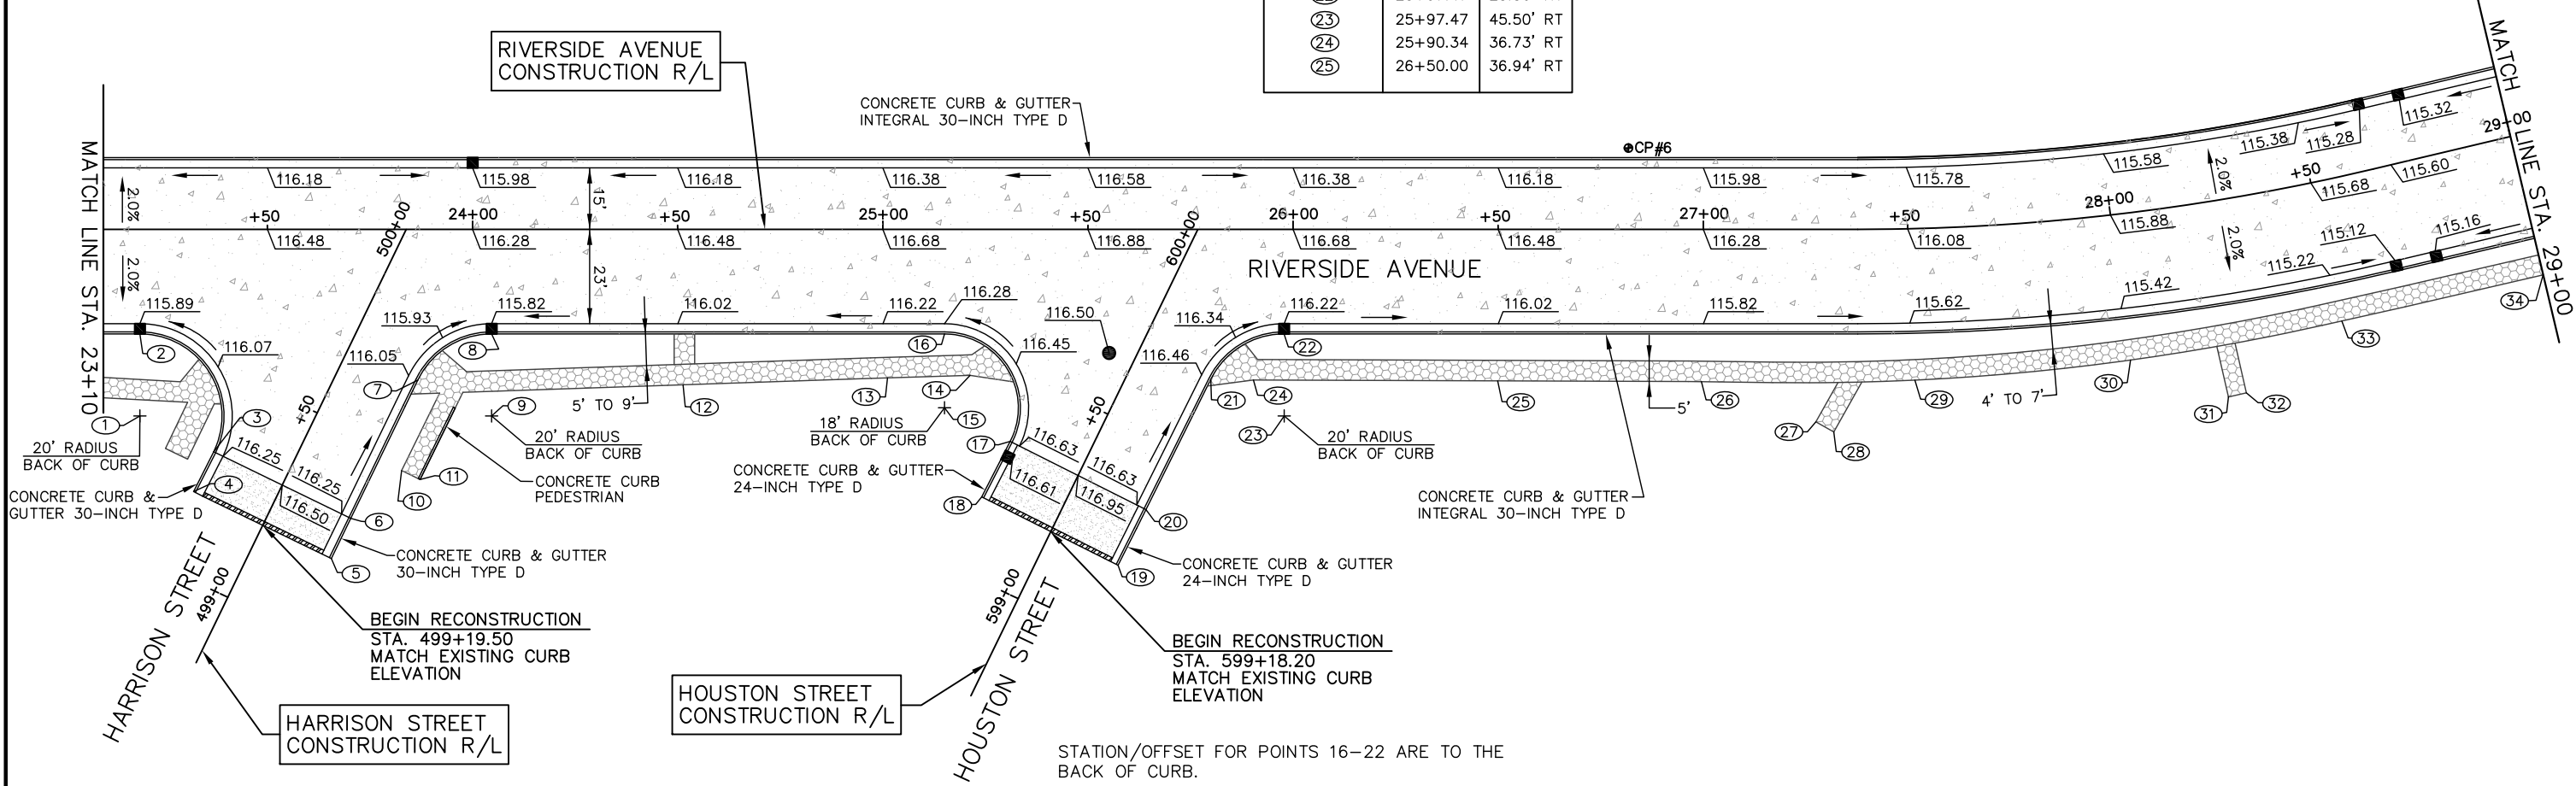 23 25+97.47 45.50' RT
24 25+90.34 36.73' RT
25 26+50.00 36.94' RT
RIVERSIDE AVENUE
CONSTRUCTION R/L
CONCRETE CURB & GUTTER
INTEGRAL 30-INCH TYPE D
CP#6
MATCH LINE STA. 23+10
MATCH LINE STA. 29+00
116.18 115.98 116.18 116.38 116.58 116.38 116.18 115.98 115.78 115.58 115.38 115.28 115.32
2.0% 15' 2.0%
+50 500+00 24+00 +50 25+00 +50 600+00 26+00 +50 27+00 +50 28+00 +50 29+00
116.48 116.28 116.48 116.68 116.88 116.68 116.48 116.28 116.08 115.88 115.68 115.60
2.0% 23' 2.0%
RIVERSIDE AVENUE
115.89 115.82 116.02 116.22 116.28 116.22 116.02 115.82 115.62 115.42 115.22 115.12 115.16
115.93 116.50 116.34
2 116.07 8 16 116.45 22 34
116.05 116.46
7 14 21 24 33
1 3 +50 9 12 13 15 +50 23 25 26 29 30
5' TO 9' 5' 4' TO 7'
27 28 31 32
20' RADIUS
BACK OF CURB
20' RADIUS
BACK OF CURB
18' RADIUS
BACK OF CURB
20' RADIUS
BACK OF CURB
17 116.63
116.63
116.25
116.25
116.50
116.61
116.95
4 6 10 11 18 20
5 19
CONCRETE CURB &
GUTTER 30-INCH TYPE D
CONCRETE CURB
PEDESTRIAN
CONCRETE CURB & GUTTER
24-INCH TYPE D
CONCRETE CURB & GUTTER
INTEGRAL 30-INCH TYPE D
CONCRETE CURB & GUTTER
30-INCH TYPE D
CONCRETE CURB & GUTTER
24-INCH TYPE D
HARRISON STREET
499+00
BEGIN RECONSTRUCTION
STA. 499+19.50
MATCH EXISTING CURB
ELEVATION
HOUSTON STREET
599+00
BEGIN RECONSTRUCTION
STA. 599+18.20
MATCH EXISTING CURB
ELEVATION
HARRISON STREET
CONSTRUCTION R/L
HOUSTON STREET
CONSTRUCTION R/L
STATION/OFFSET FOR POINTS 16-22 ARE TO THE
BACK OF CURB.